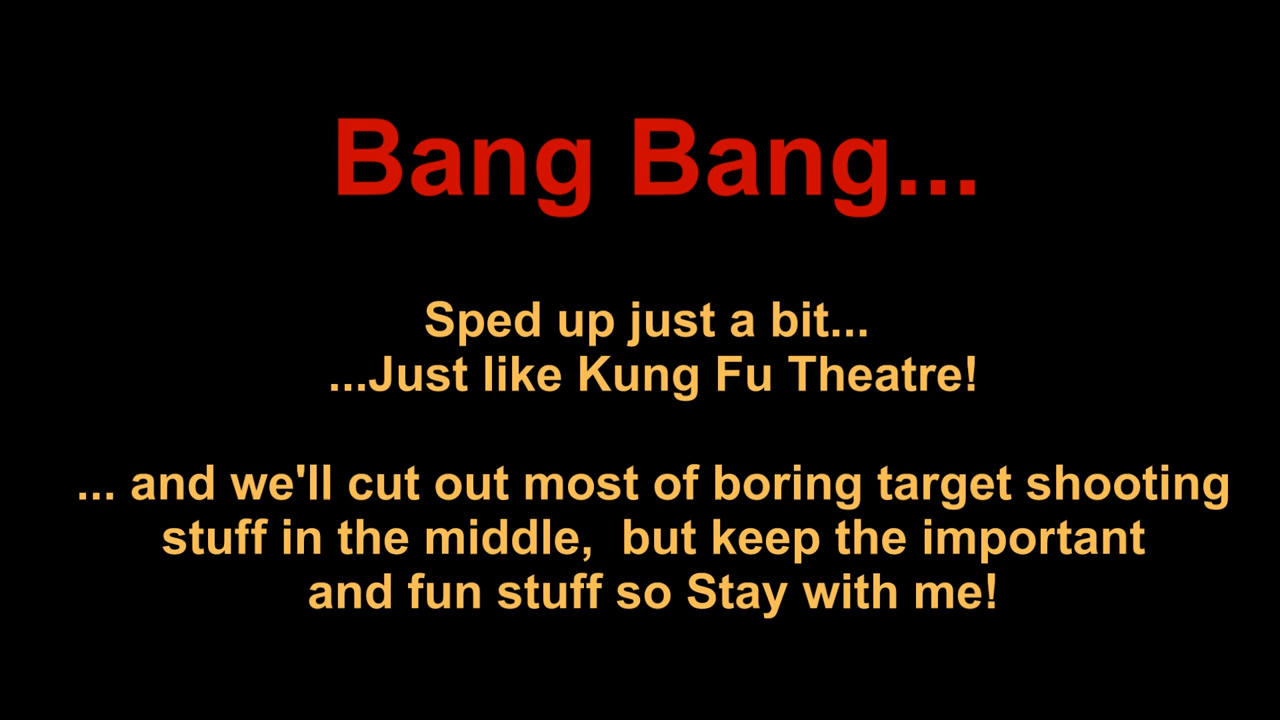 Bang Bang...
Sped up just a bit...
...Just like Kung Fu Theatre!
... and we'll cut out most of boring target shooting
stuff in the middle,  but keep the important
and fun stuff so Stay with me!